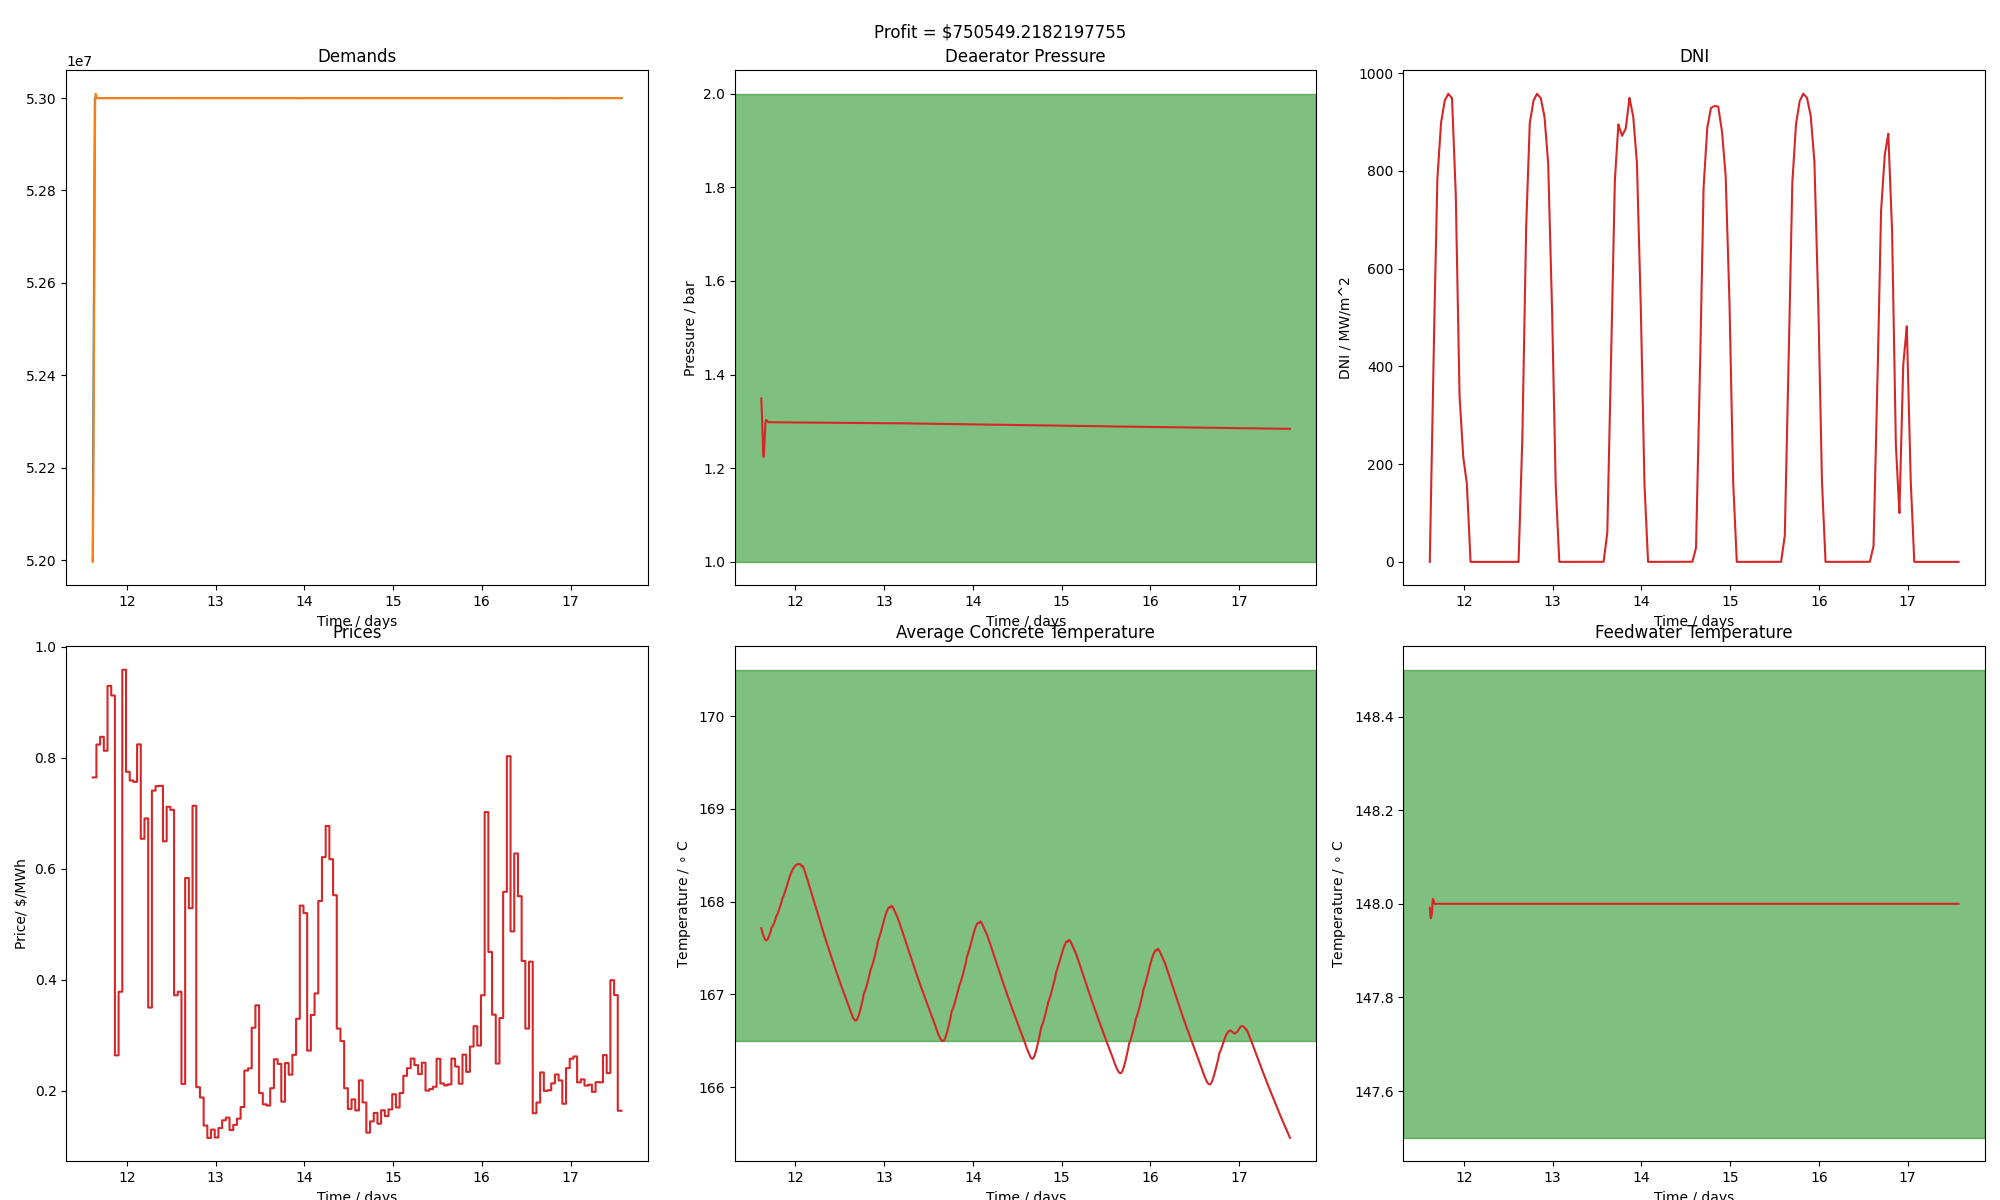 Profit = $750549.2182197755
Demands
1e7
5.30
5.28
5.26
5.24
5.22
5.20
12 13 14 15 16 17
Time / days
Deaerator Pressure
Pressure / bar
2.0
1.8
1.6
1.4
1.2
1.0
12 13 14 15 16 17
Time / days
DNI
DNI / MW/m^2
1000
800
600
400
200
0
12 13 14 15 16 17
Time / days
Prices
Price/ $/MWh
1.0
0.8
0.6
0.4
0.2
12 13 14 15 16 17
Time / days
Average Concrete Temperature
Temperature / ∘ C
170
169
168
167
166
12 13 14 15 16 17
Time / days
Feedwater Temperature
Temperature / ∘ C
148.4
148.2
148.0
147.8
147.6
12 13 14 15 16 17
Time / days